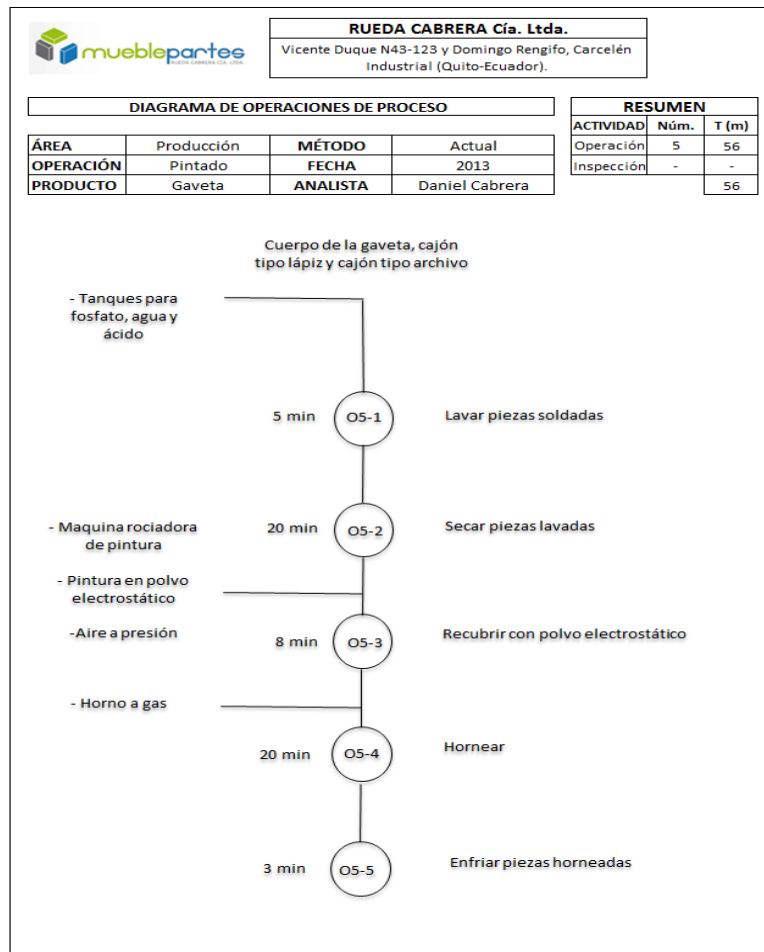 mueblepartes
RUEDA CABRERA CIA. LTDA.
RUEDA CABRERA Cía. Ltda.
Vicente Duque N43-123 y Domingo Rengifo, Carcelén
Industrial (Quito-Ecuador).
DIAGRAMA DE OPERACIONES DE PROCESO
RESUMEN
ACTIVIDAD Núm. T (m)
Operación 5 56
Inspección - -
56
ÁREA Producción MÉTODO Actual
OPERACIÓN Pintado FECHA 2013
PRODUCTO Gaveta ANALISTA Daniel Cabrera
Cuerpo de la gaveta, cajón
tipo lápiz y cajón tipo archivo
- Tanques para
fosfato, agua y
ácido
5 min O5-1 Lavar piezas soldadas
- Maquina rociadora
de pintura
20 min O5-2 Secar piezas lavadas
- Pintura en polvo
electrostático
-Aire a presión
8 min O5-3 Recubrir con polvo electrostático
- Horno a gas
20 min O5-4 Hornear
3 min O5-5 Enfriar piezas horneadas